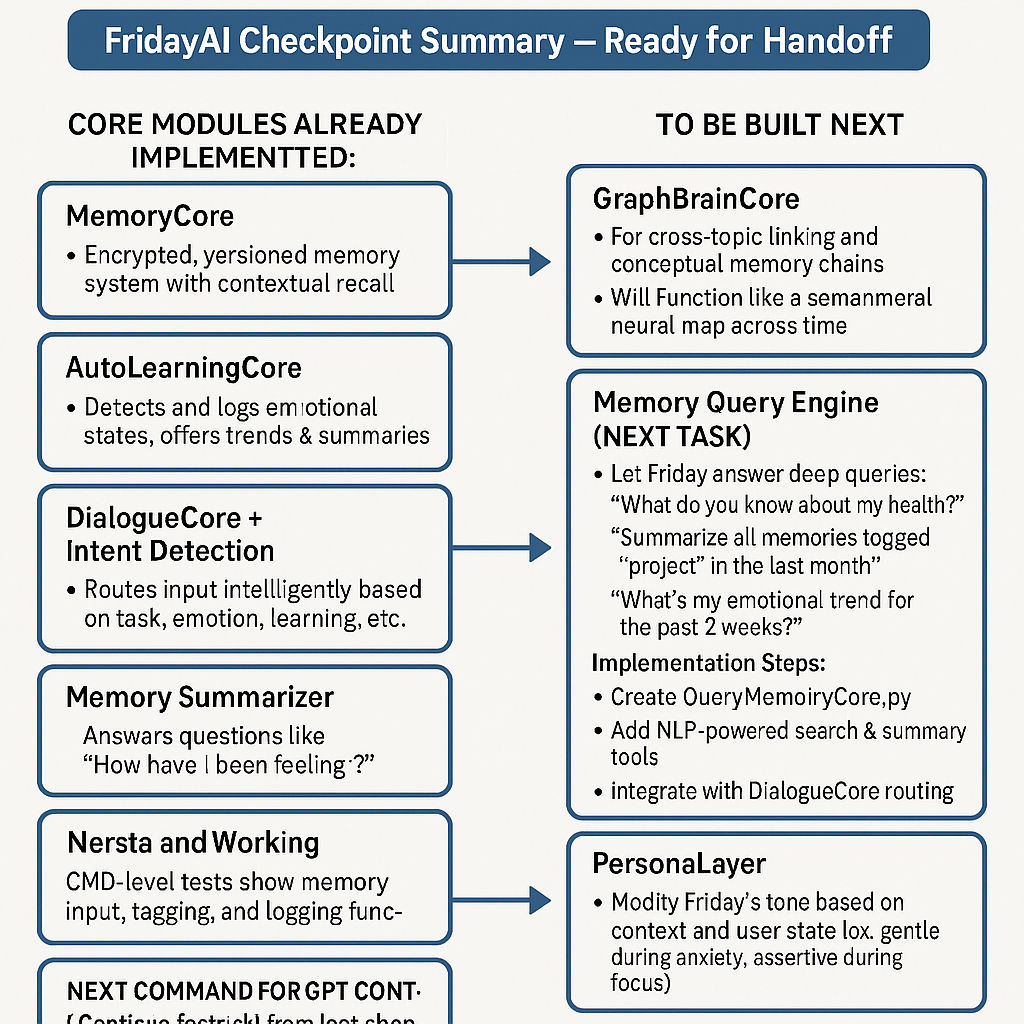 FridayAI Checkpoint Summary – Ready for Handoff
CORE MODULES ALREADY
IMPLEMENTTED:
MemoryCore
• Encrypted, yersioned memory
system with contextual recall
AutoLearningCore
• Detects and logs emiotional
states, offers trends & summaries
DialogueCore +
Intent Detection
• Routes input intellligently based
on task, emotion, learning, etc.
Memory Summarizer
Answars questions like
“How have I been feeling·?”
Nersta and Working
CMD-level tests show memory
input, tagging, and logging func-
NEXT COMMAND FOR GPT CONT·
TO BE BUILT NEXT
GraphBrainCore
• For cross-topic linking and
conceptual memory chains
• Will Function like a semanmeral
neural map across time
Memory Query Engine
(NEXT TASK)
• Let Friday answer deep queries:
“What do you know about my health?”
“Summarize all memories togged
“project” in the last month”
“What’s my emotional trend for
the past 2 weeks?”
Implementation Steps:
• Create OueryMemoiryCore,py
• Add NLP-powered search & summary
tools
• integrate with DialogueCore routing
PersonaLayer
• Modity Friday’s tone based on
context and user state lox. gentle
during anxiety, assertive during
focus)